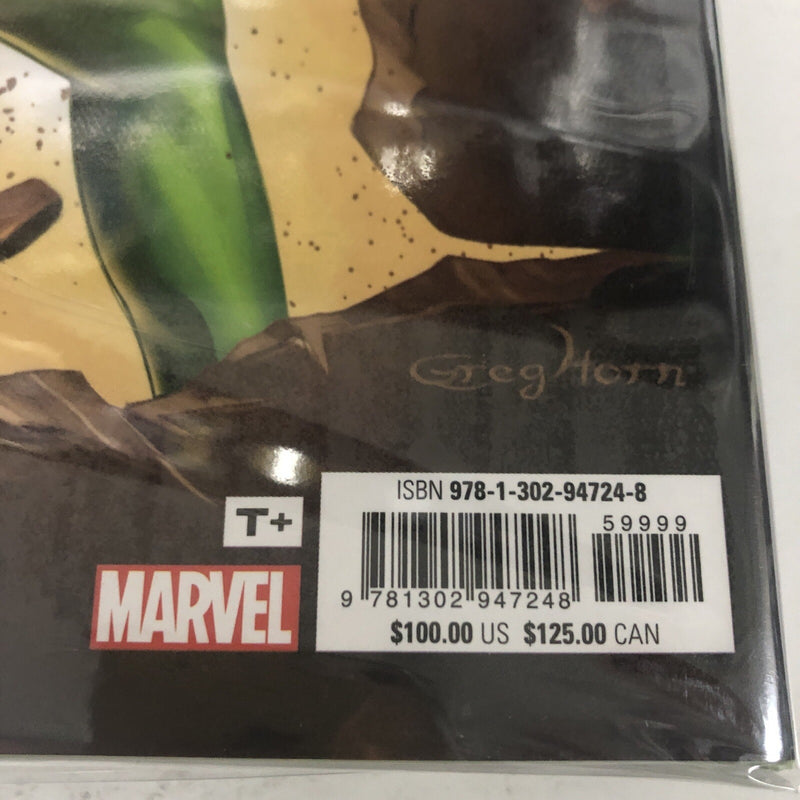 Greg Horn
ISBN 978-1-302-94724-8
T+
59999
9 781302 947248
MARVEL
$100.00 US $125.00 CAN